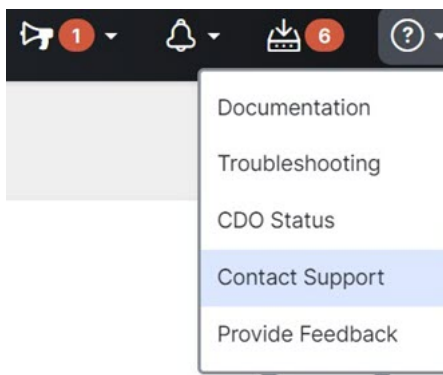 1 6 ?
Documentation
Troubleshooting
CDO Status
Contact Support
Provide Feedback